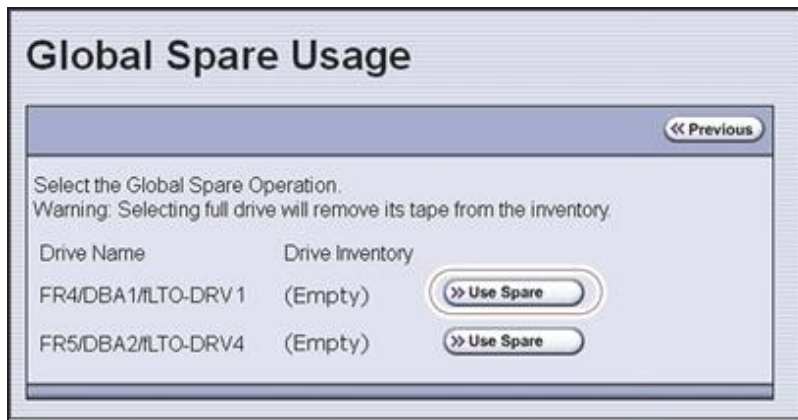 Global Spare Usage
Previous
Select the Global Spare Operation.
Warning: Selecting full drive will remove its tape from the inventory.
Drive Name Drive Inventory
FR4/DBA1/fLTO-DRV1 (Empty) Use Spare
FR5/DBA2/fLTO-DRV4 (Empty) Use Spare